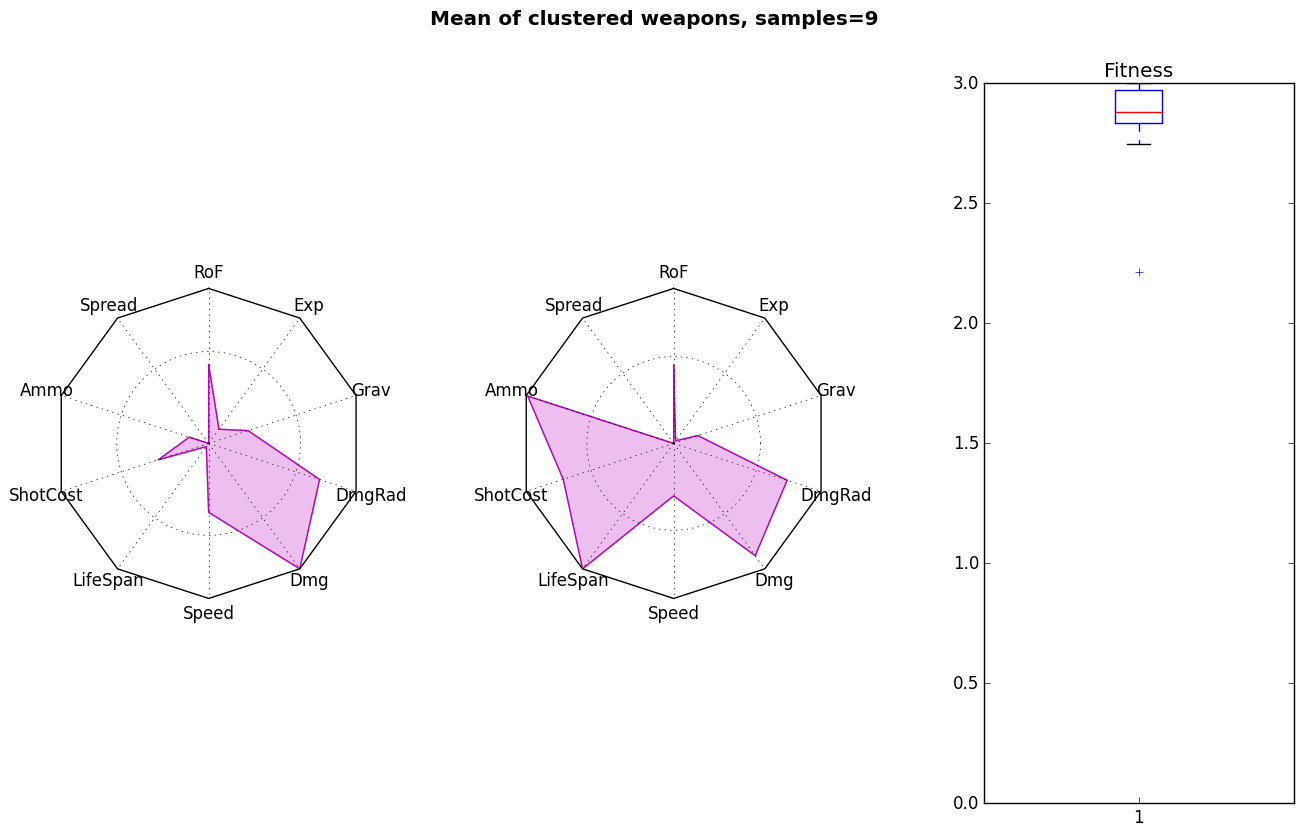 Mean of clustered weapons, samples=9
RoF
Spread
Exp
Ammo
Grav
ShotCost
DmgRad
LifeSpan
Dmg
Speed
RoF
Spread
Exp
Ammo
Grav
ShotCost
DmgRad
LifeSpan
Dmg
Speed
Fitness
3.0
2.5
2.0
1.5
1.0
0.5
0.0
1